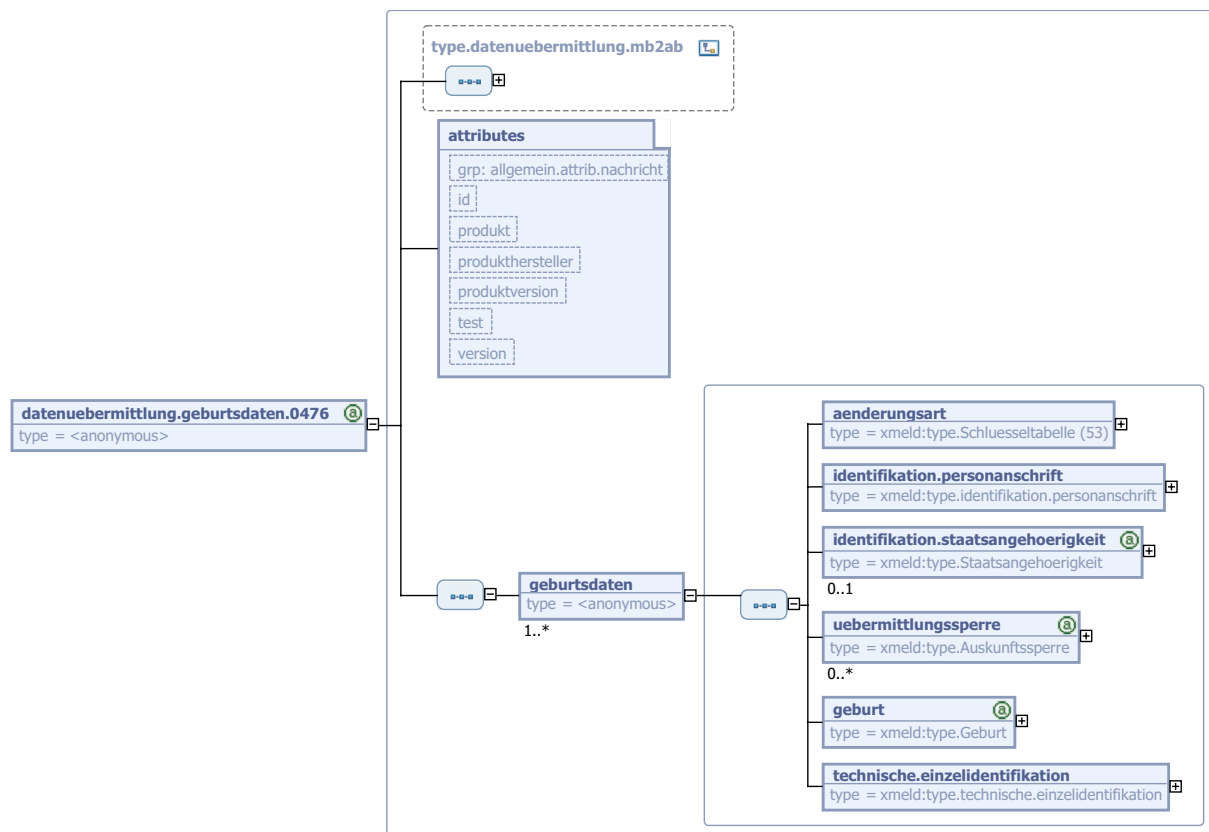 type.datenuebermittlung.mb2ab
attributes
grp: allgemein.attrib.nachricht
id
produkt
produkthersteller
produktversion
test
version
datenuebermittlung.geburtsdaten.0476
type = <anonymous>
geburtsdaten
type = <anonymous>
1..*
aenderungsart
type = xmeld:type.Schluesseltabelle (53)
identifikation.personanschrift
type = xmeld:type.identifikation.personanschrift
identifikation.staatsangehoerigkeit
type = xmeld:type.Staatsangehoerigkeit
0..1
uebermittlungssperre
type = xmeld:type.Auskunftssperre
0..*
geburt
type = xmeld:type.Geburt
technische.einzelidentifikation
type = xmeld:type.technische.einzelidentifikation